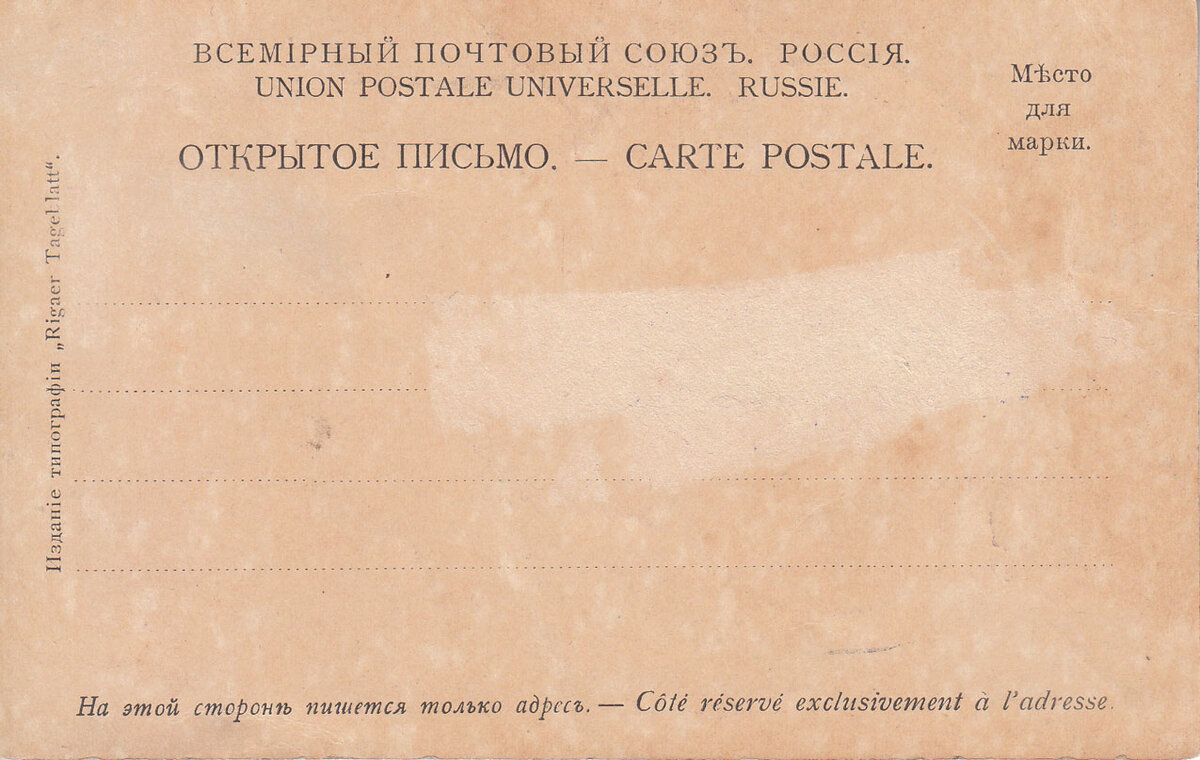 ВСЕМІРНЫЙ ПОЧТОВЫЙ СОЮЗЪ. РОССІЯ.
UNION POSTALE UNIVERSELLE. RUSSIE.
Мѣсто
для
марки.
ОТКРЫТОЕ ПИСЬМО. — CARTE POSTALE.
Изданіе типографіи „Rigaer Tageblatt“.
На этой сторонѣ пишется только адресъ. — Côté réservé exclusivement à l'adresse.